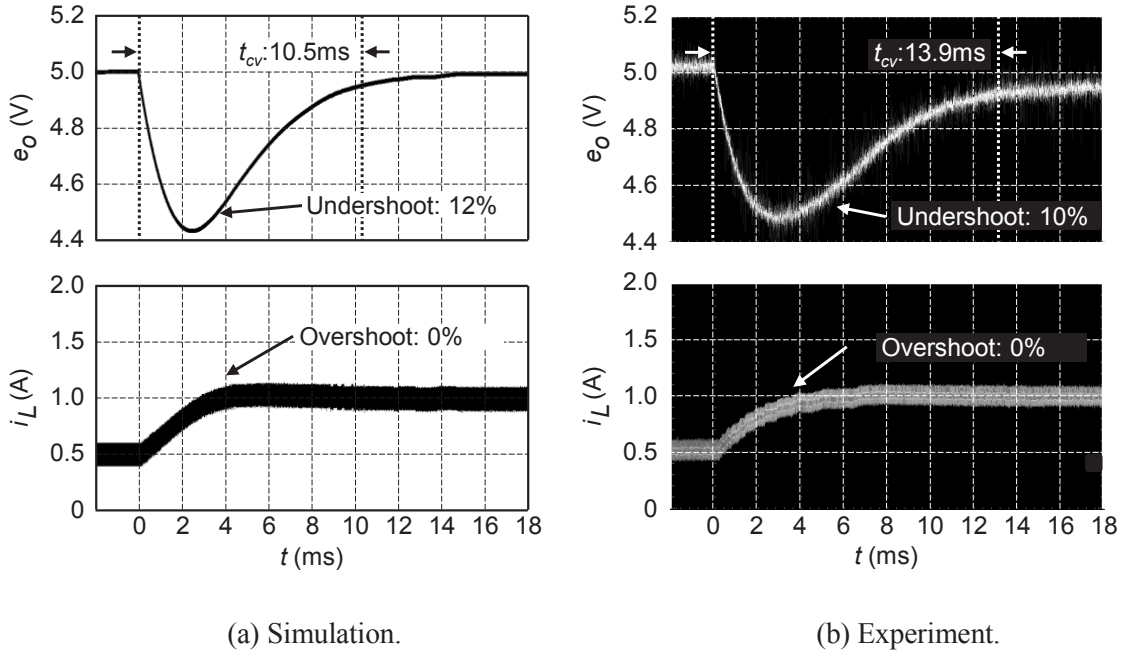 5.2
5.0
4.8
4.6
4.4
e_o (V)
t_cv:10.5ms
Undershoot: 12%
2.0
1.5
1.0
0.5
0
i_L (A)
Overshoot: 0%
0 2 4 6 8 10 12 14 16 18
t (ms)
(a) Simulation.
5.2
5.0
4.8
4.6
4.4
e_o (V)
t_cv:13.9ms
Undershoot: 10%
2.0
1.5
1.0
0.5
0
i_L (A)
Overshoot: 0%
0 2 4 6 8 10 12 14 16 18
t (ms)
(b) Experiment.